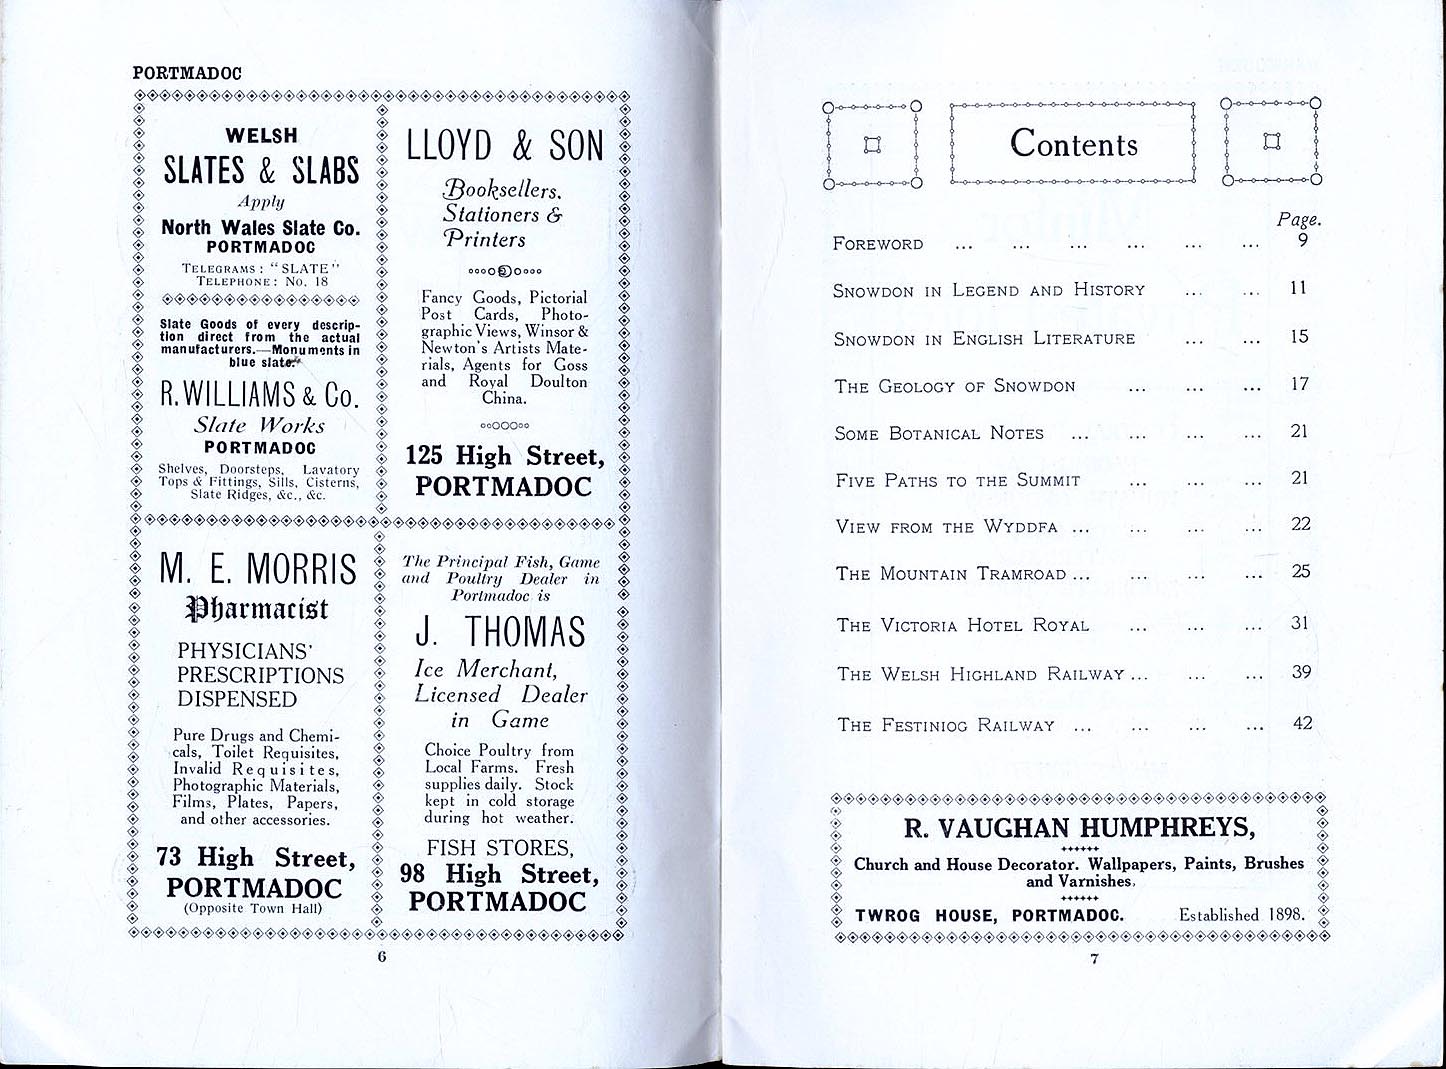 PORTMADOC
WELSH
SLATES & SLABS
Apply
North Wales Slate Co.
PORTMADOC
TELEGRAMS: "SLATE"
TELEPHONE: No. 18
Slate Goods of every descrip-
tion direct from the actual
manufacturers.—Monuments in
blue slate.
R. WILLIAMS & Co.
Slate Works
PORTMADOC
Shelves, Doorsteps, Lavatory
Tops & Fittings, Sills, Cisterns,
Slate Ridges, &c., &c.
LLOYD & SON
Booksellers,
Stationers &
Printers
Fancy Goods, Pictorial
Post Cards, Photo-
graphic Views, Winsor &
Newton's Artists Mate-
rials, Agents for Goss
and Royal Doulton
China.
125 High Street,
PORTMADOC
M. E. MORRIS
Pharmacist
PHYSICIANS'
PRESCRIPTIONS
DISPENSED
Pure Drugs and Chemi-
cals, Toilet Requisites,
Invalid Requisites,
Photographic Materials,
Films, Plates, Papers,
and other accessories.
73 High Street,
PORTMADOC
(Opposite Town Hall)
The Principal Fish, Game
and Poultry Dealer in
Portmadoc is
J. THOMAS
Ice Merchant,
Licensed Dealer
in Game
Choice Poultry from
Local Farms. Fresh
supplies daily. Stock
kept in cold storage
during hot weather.
FISH STORES,
98 High Street,
PORTMADOC
6
Contents
Page.
FOREWORD ... ... ... ... ... ... 9
SNOWDON IN LEGEND AND HISTORY ... ... 11
SNOWDON IN ENGLISH LITERATURE ... ... 15
THE GEOLOGY OF SNOWDON ... ... ... 17
SOME BOTANICAL NOTES ... ... ... ... 21
FIVE PATHS TO THE SUMMIT ... ... ... 21
VIEW FROM THE WYDDFA ... ... ... ... 22
THE MOUNTAIN TRAMROAD ... ... ... ... 25
THE VICTORIA HOTEL ROYAL ... ... ... 31
THE WELSH HIGHLAND RAILWAY ... ... ... 39
THE FESTINIOG RAILWAY ... ... ... ... 42
R. VAUGHAN HUMPHREYS,
Church and House Decorator. Wallpapers, Paints, Brushes
and Varnishes,
TWROG HOUSE, PORTMADOC. Established 1898.
7